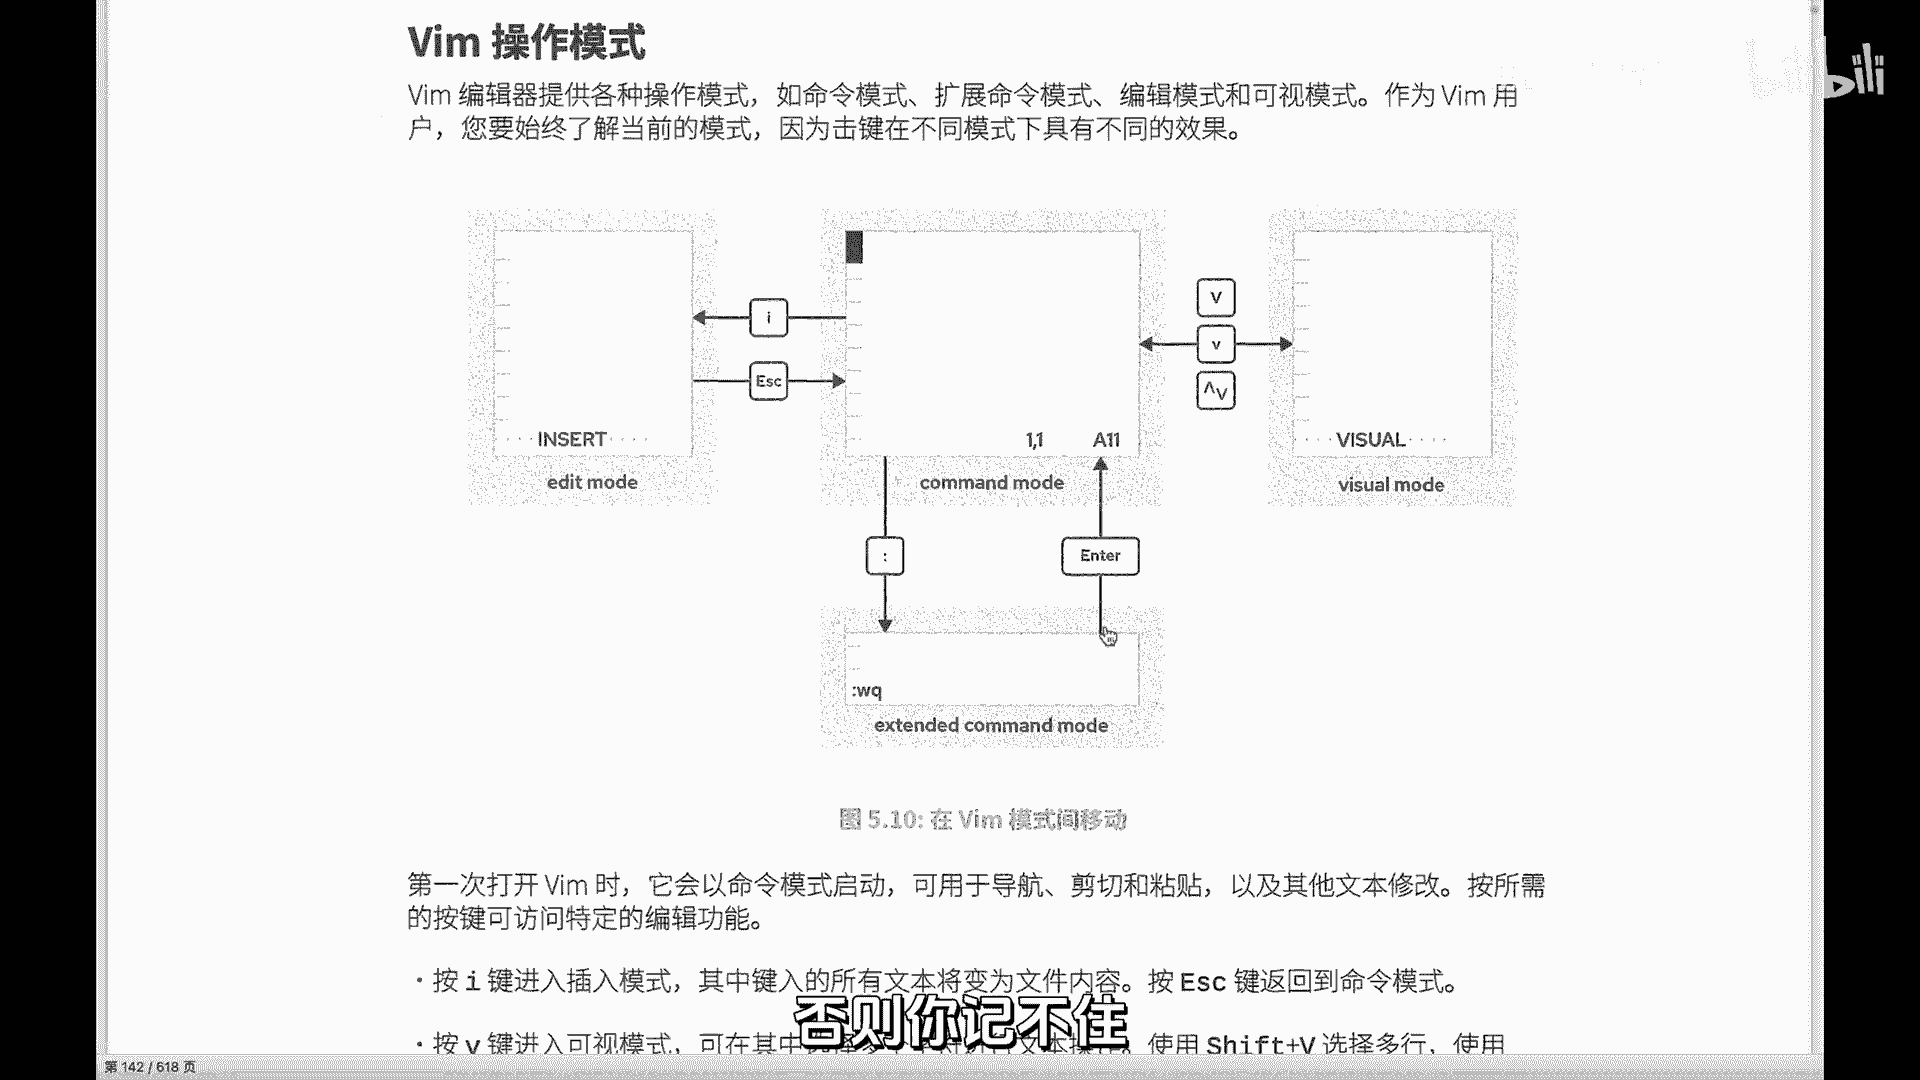 Vim 操作模式
bili
Vim 编辑器提供各种操作模式，如命令模式、扩展命令模式、编辑模式和可视模式。作为 Vim 用
户，您要始终了解当前的模式，因为击键在不同模式下具有不同的效果。
i
Esc
V
v
^V
INSERT
1,1 A11
VISUAL
edit mode
command mode
visual mode
:
Enter
:wq
extended command mode
图 5.10: 在 Vim 模式间移动
第一次打开 Vim 时，它会以命令模式启动，可用于导航、剪切和粘贴，以及其他文本修改。按所需
的按键可访问特定的编辑功能。
· 按 i 键进入插入模式，其中键入的所有文本将变为文件内容。按 Esc 键返回到命令模式。
否则你记不住
· 按 v 键进入可视模式，可在其中 使用 Shift+V 选择多行，使用
第 142 / 618 页